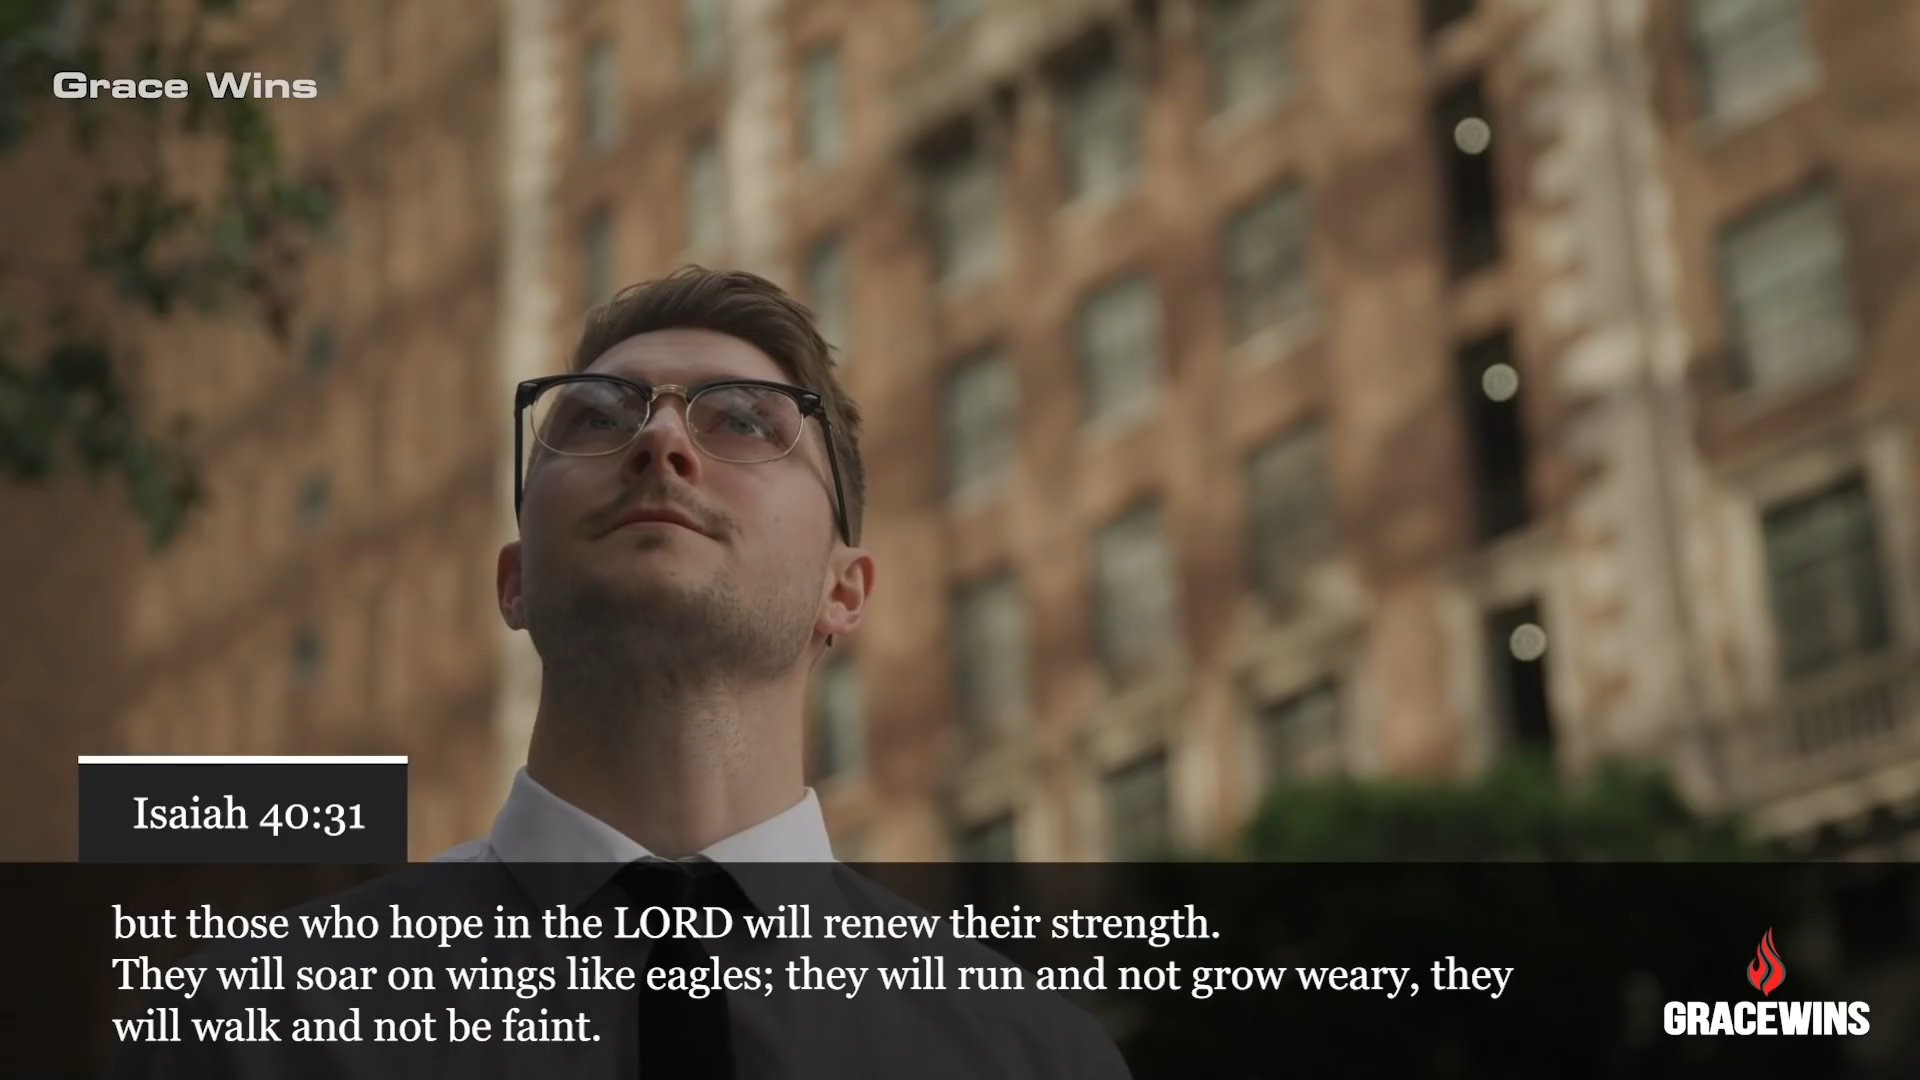 Grace Wins
Isaiah 40:31
but those who hope in the LORD will renew their strength.
They will soar on wings like eagles; they will run and not grow weary, they
will walk and not be faint.
GRACEWINS